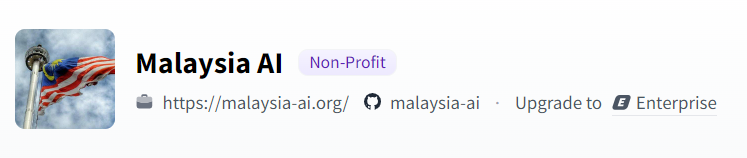 Malaysia AI Non-Profit
https://malaysia-ai.org/ malaysia-ai · Upgrade to E Enterprise